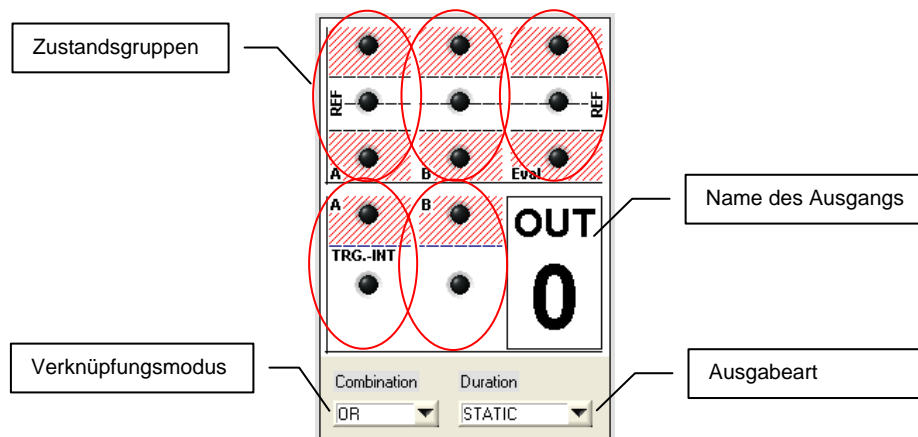 Zustandsgruppen
REF
REF
A
B
Eval
A
B
OUT
TRG.-INT
0
Name des Ausgangs
Verknüpfungsmodus
Combination
Duration
OR
STATIC
Ausgabeart